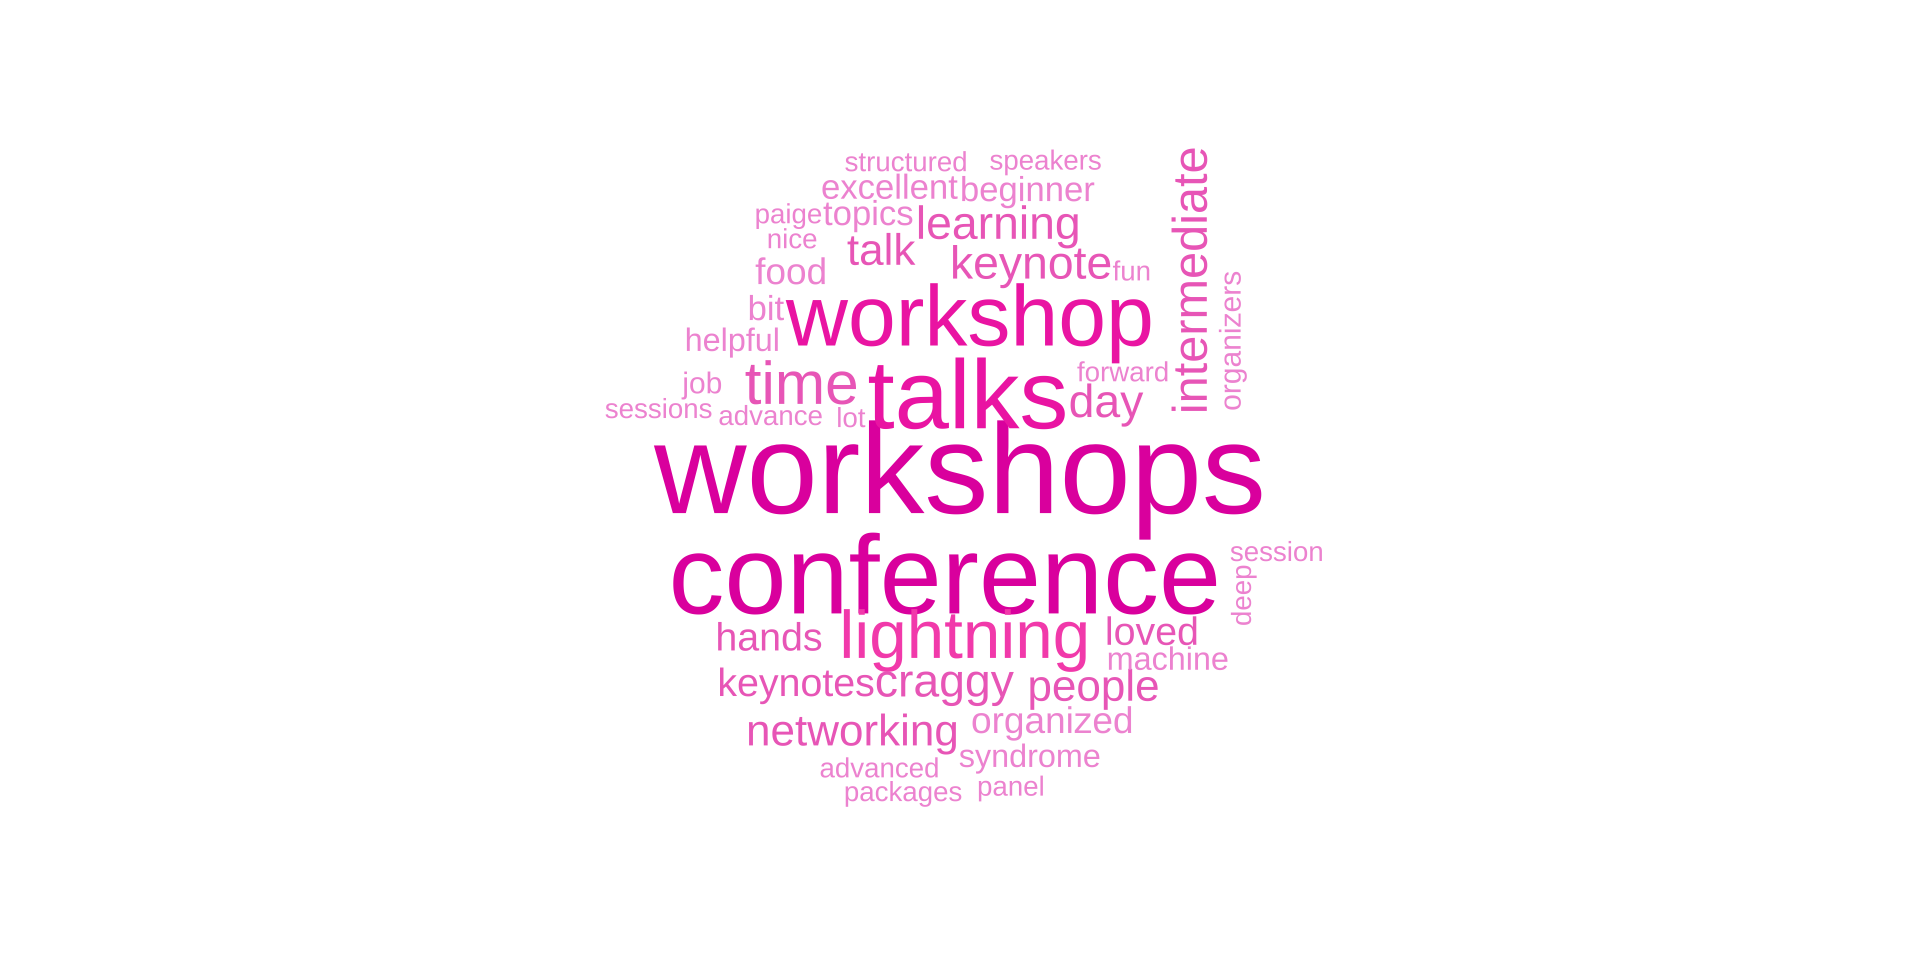 structured speakers
excellent beginner
paige topics learning
nice talk keynote fun
food
intermediate
organizers
bit workshop
helpful
job time talks forward
sessions advance lot day
workshops
conference session
deep
hands lightning loved
machine
keynotes craggy people
networking organized
syndrome
advanced
packages panel